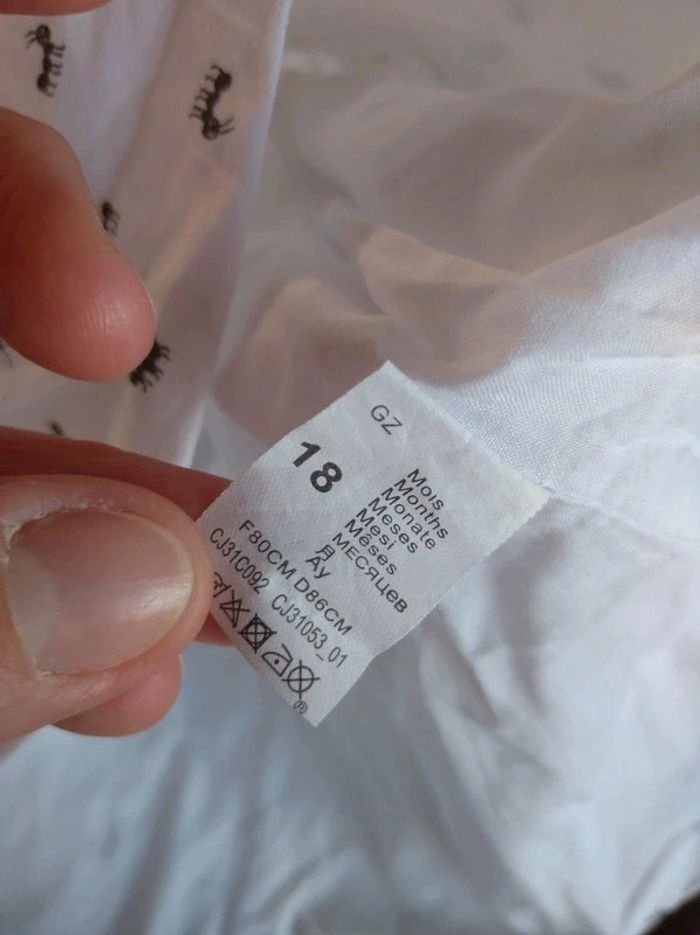 GZ
18
Mois
Months
Monate
Meses
Mesi
Mêses
МЕСЯЦев
月
Ay
F80CM D86CM
CJ31C092 CJ31053_01